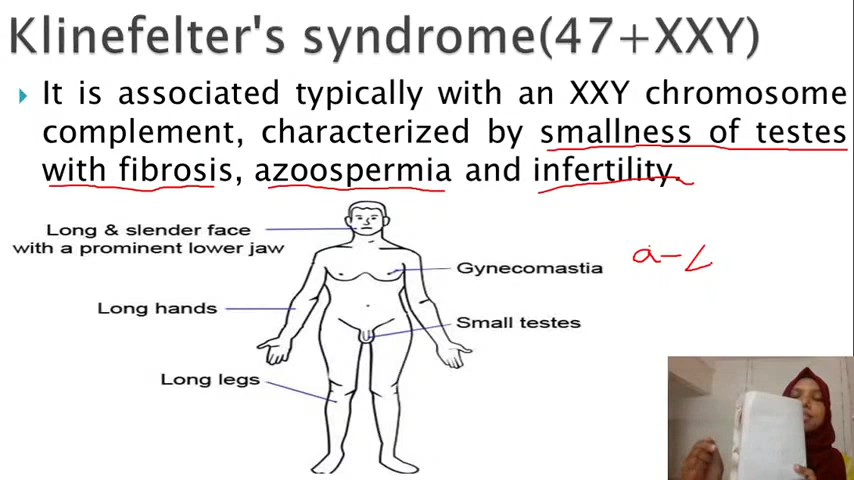 Klinefelter's syndrome(47+XXY)
It is associated typically with an XXY chromosome
complement, characterized by smallness of testes
with fibrosis, azoospermia and infertility.
Long & slender face
with a prominent lower jaw
Gynecomastia
Long hands
Small testes
Long legs